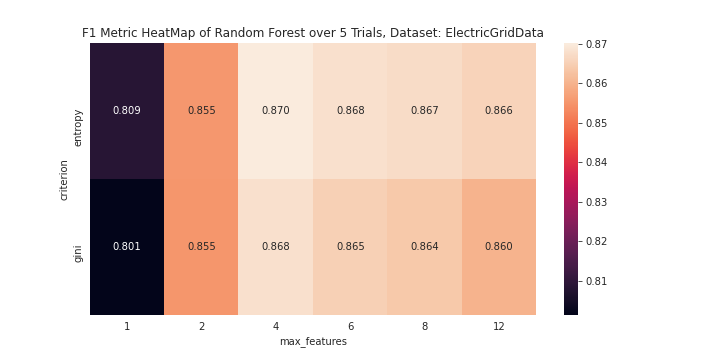 F1 Metric HeatMap of Random Forest over 5 Trials, Dataset: ElectricGridData
criterion
entropy
0.809 0.855 0.870 0.868 0.867 0.866
gini
0.801 0.855 0.868 0.865 0.864 0.860
1 2 4 6 8 12
max_features
0.87
0.86
0.85
0.84
0.83
0.82
0.81